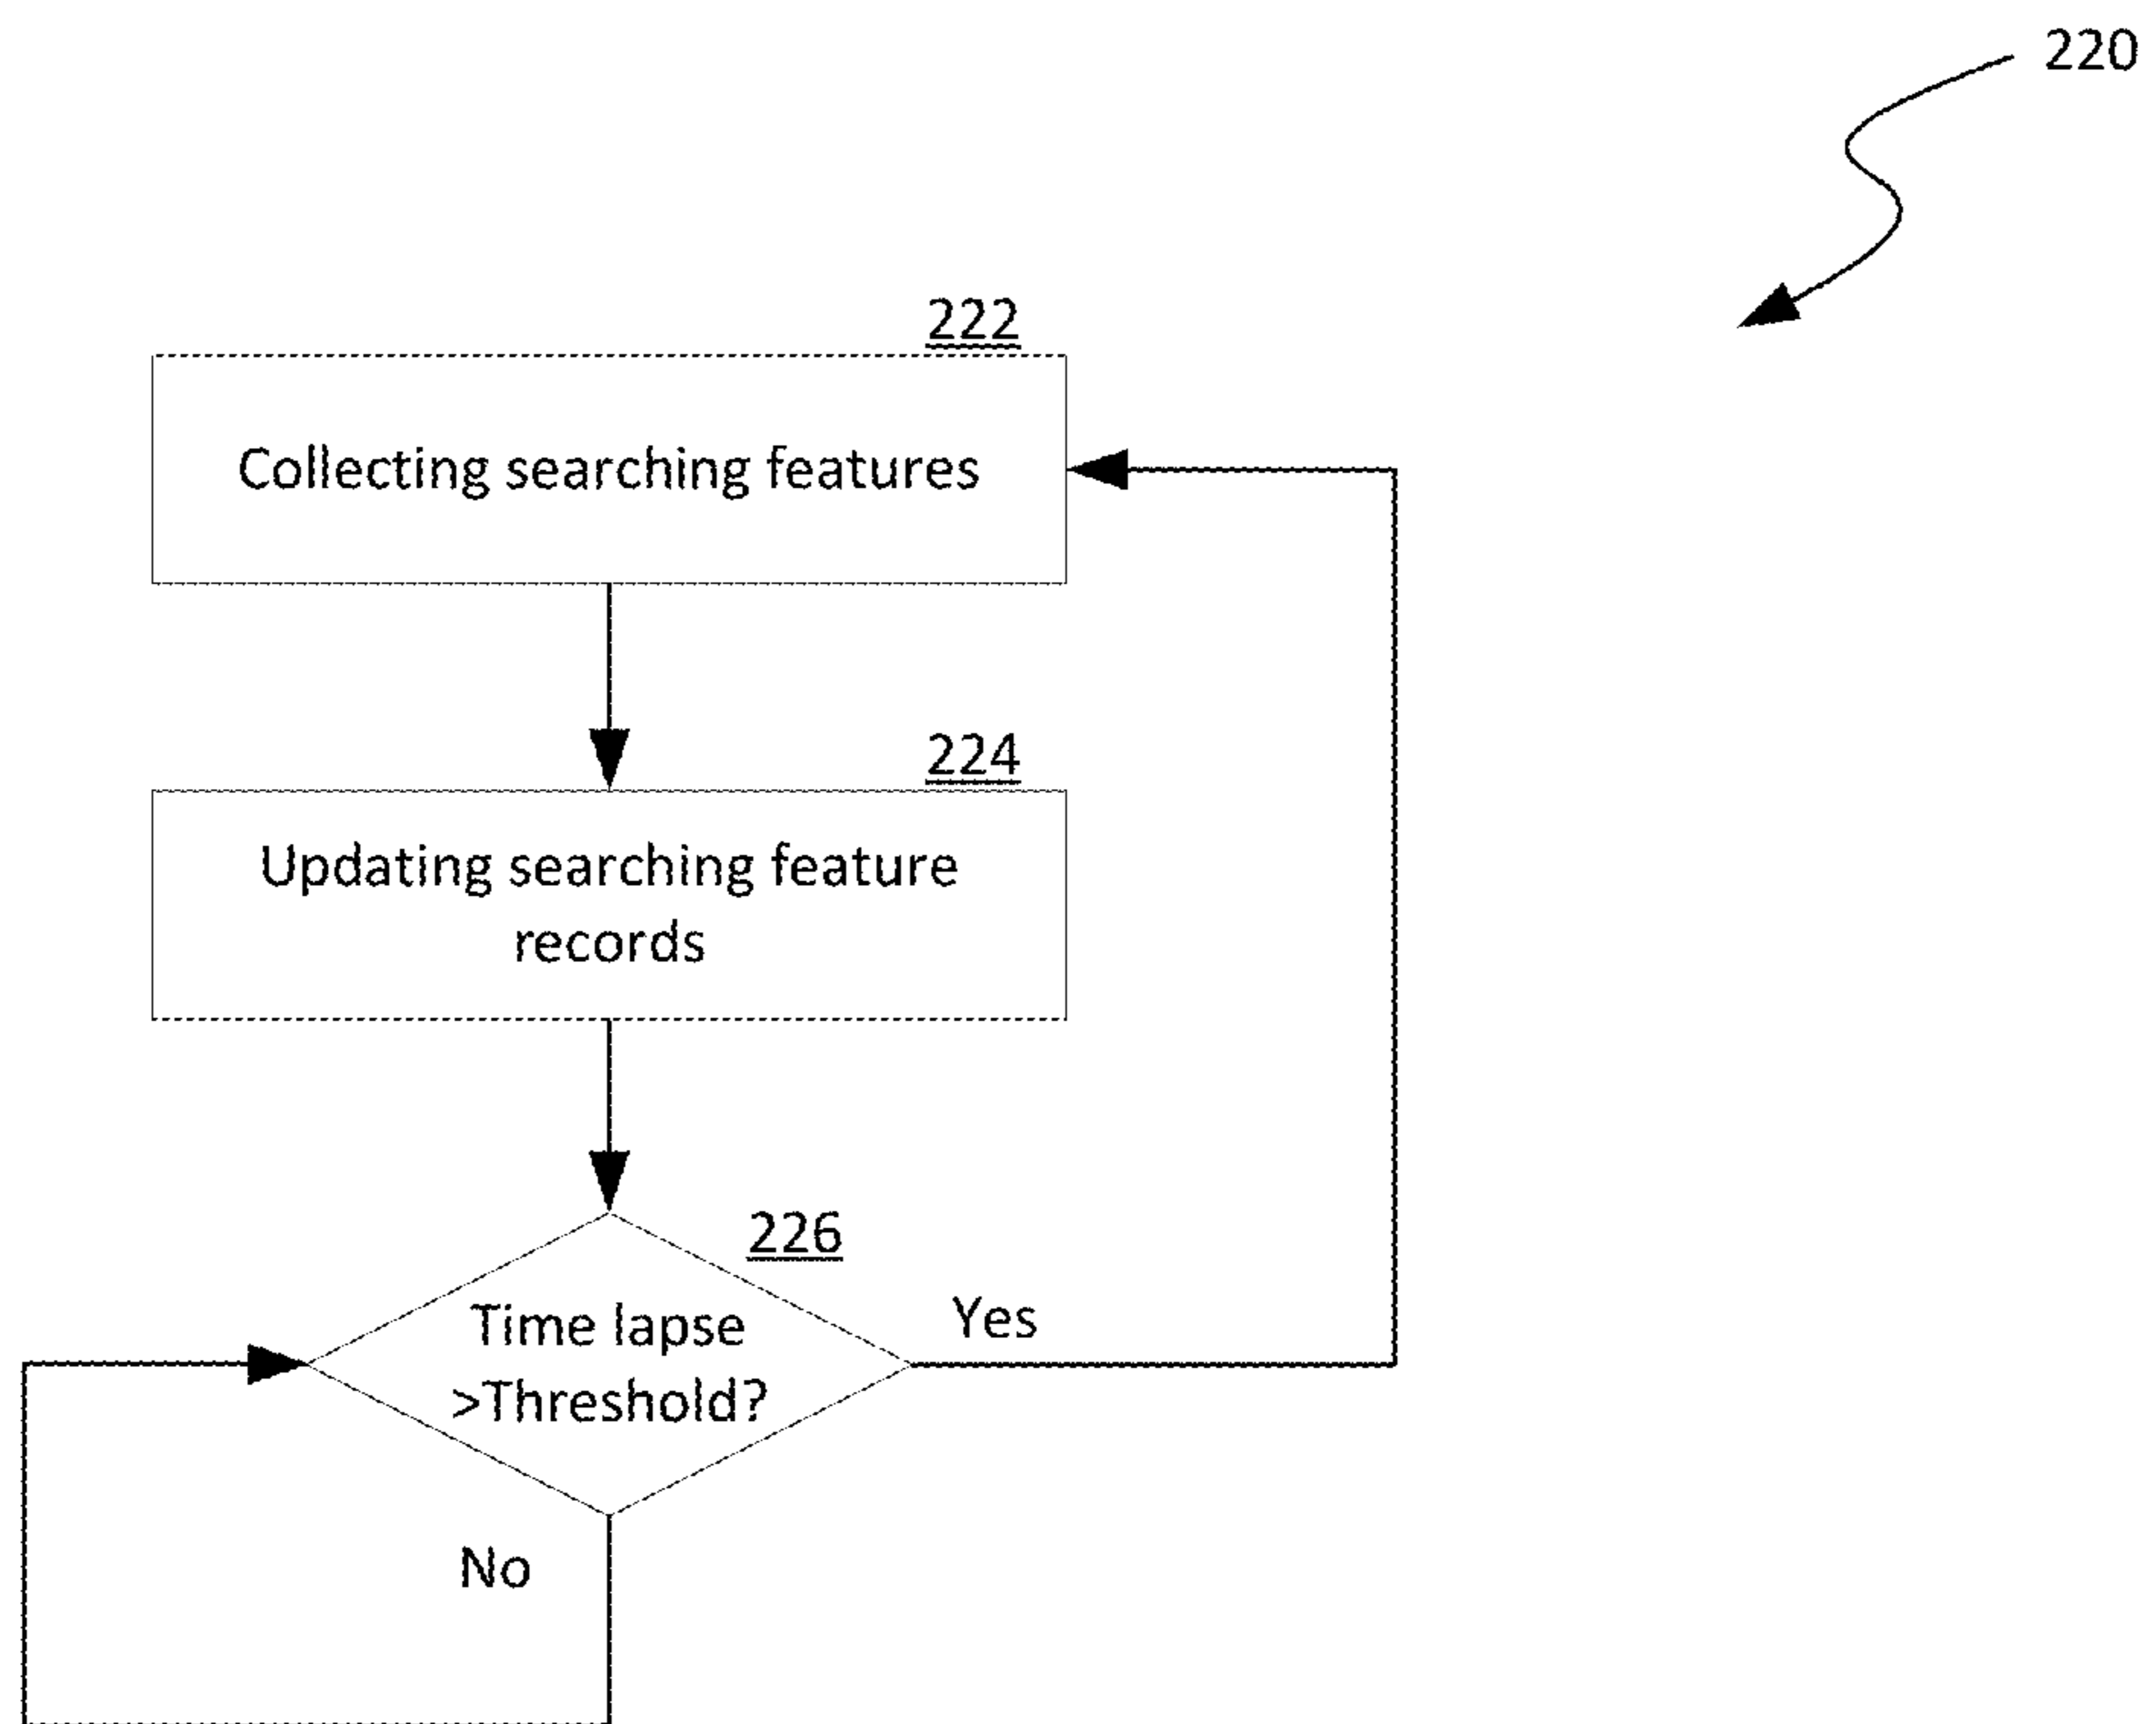 220
222
Collecting searching features
224
Updating searching feature
records
226
Time lapse
>Threshold?
Yes
No